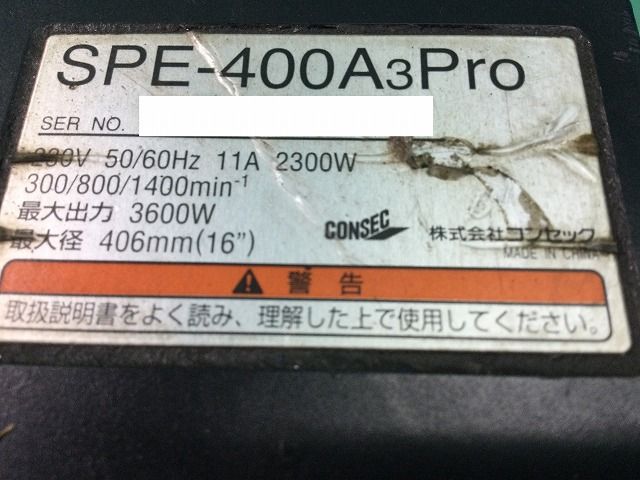 SPE-400A3Pro
SER NO.
230V 50/60Hz 11A 2300W
300/800/1400min⁻¹
最大出力 3600W
最大径 406mm(16")
CONSEC 株式会社コンセック
MADE IN CHINA
警告
取扱説明書をよく読み、理解した上で使用してください。